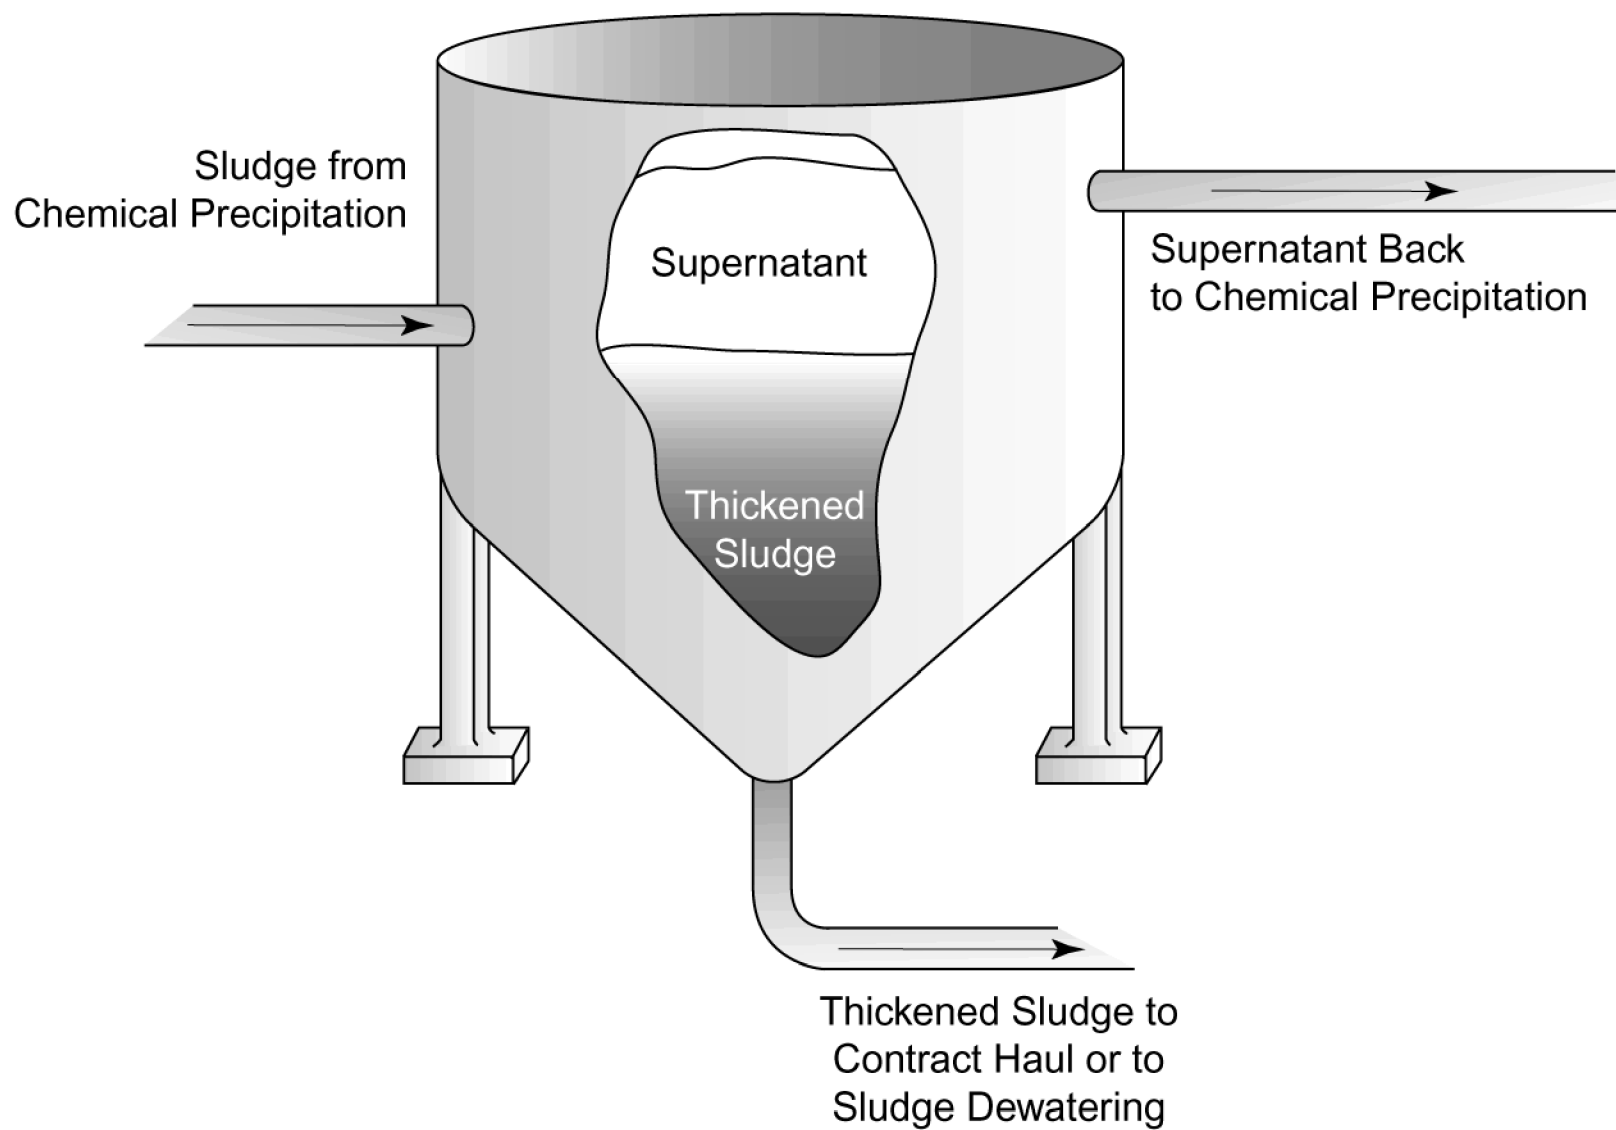 Sludge from
Chemical Precipitation
Supernatant
Supernatant Back
to Chemical Precipitation
Thickened
Sludge
Thickened Sludge to
Contract Haul or to
Sludge Dewatering